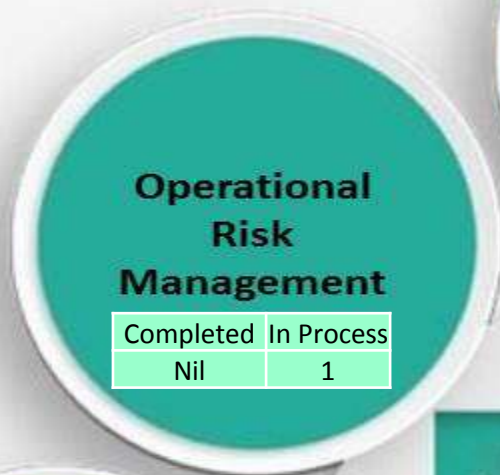 Operational
Risk
Management
Completed In Process
Nil 1